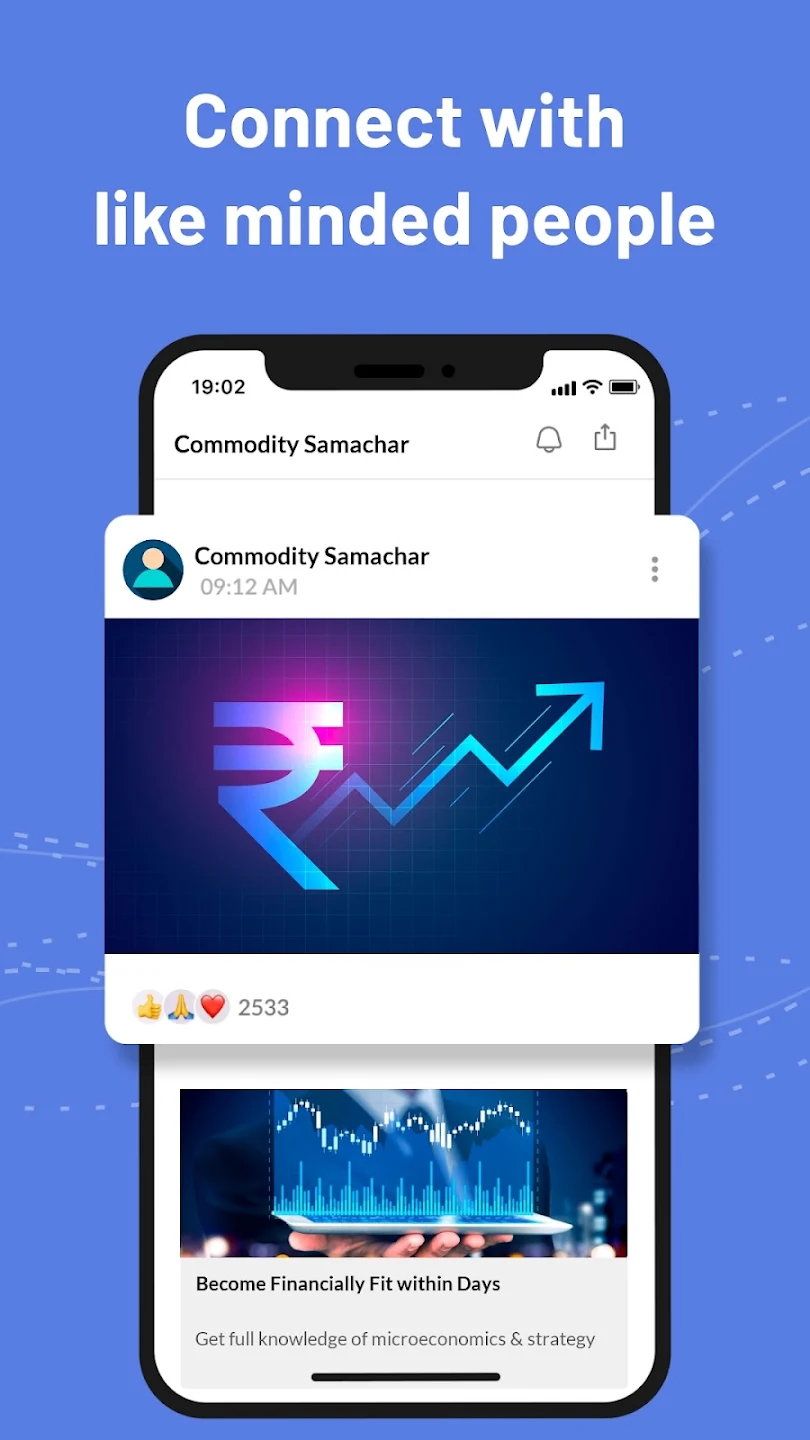 Connect with
like minded people
19:02
Commodity Samachar
Commodity Samachar
09:12 AM
₹
2533
Become Financially Fit within Days
Get full knowledge of microeconomics & strategy